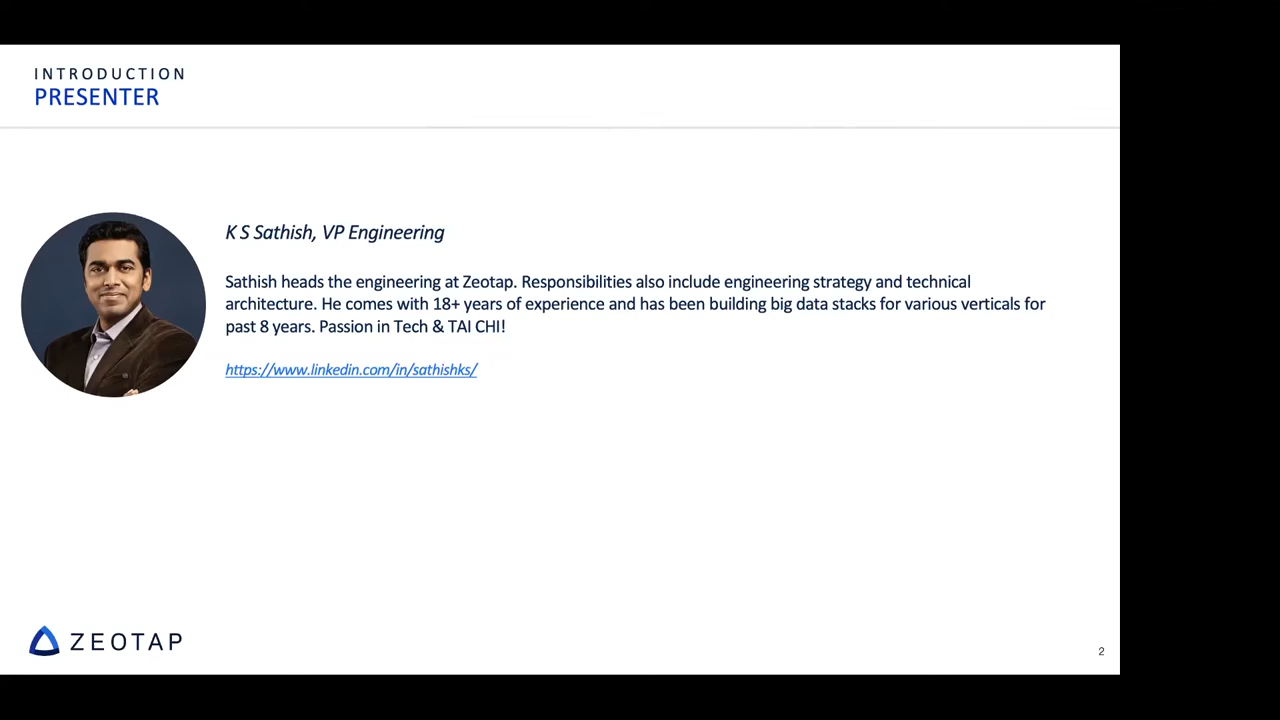 INTRODUCTION
PRESENTER
K S Sathish, VP Engineering
Sathish heads the engineering at Zeotap. Responsibilities also include engineering strategy and technical
architecture. He comes with 18+ years of experience and has been building big data stacks for various verticals for
past 8 years. Passion in Tech & TAI CHI!
https://www.linkedin.com/in/sathishks/
ZEOTAP
2